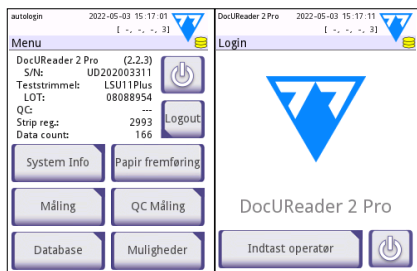 autologin 2022-05-03 15:17:01
[ -, -, -, 3]
Menu
DocUReader 2 Pro (2.2.3)
S/N: UD202003311
Teststrimmel: LSU11Plus
LOT: 08088954
QC: ---
Strip reg.: 2993
Data count: 166
Logout
System Info Papir fremføring
Måling QC Måling
Database Muligheder
DocUReader 2 Pro 2022-05-03 15:17:11
[ -, -, -, 3]
Login
DocUReader 2 Pro
Indtast operatør